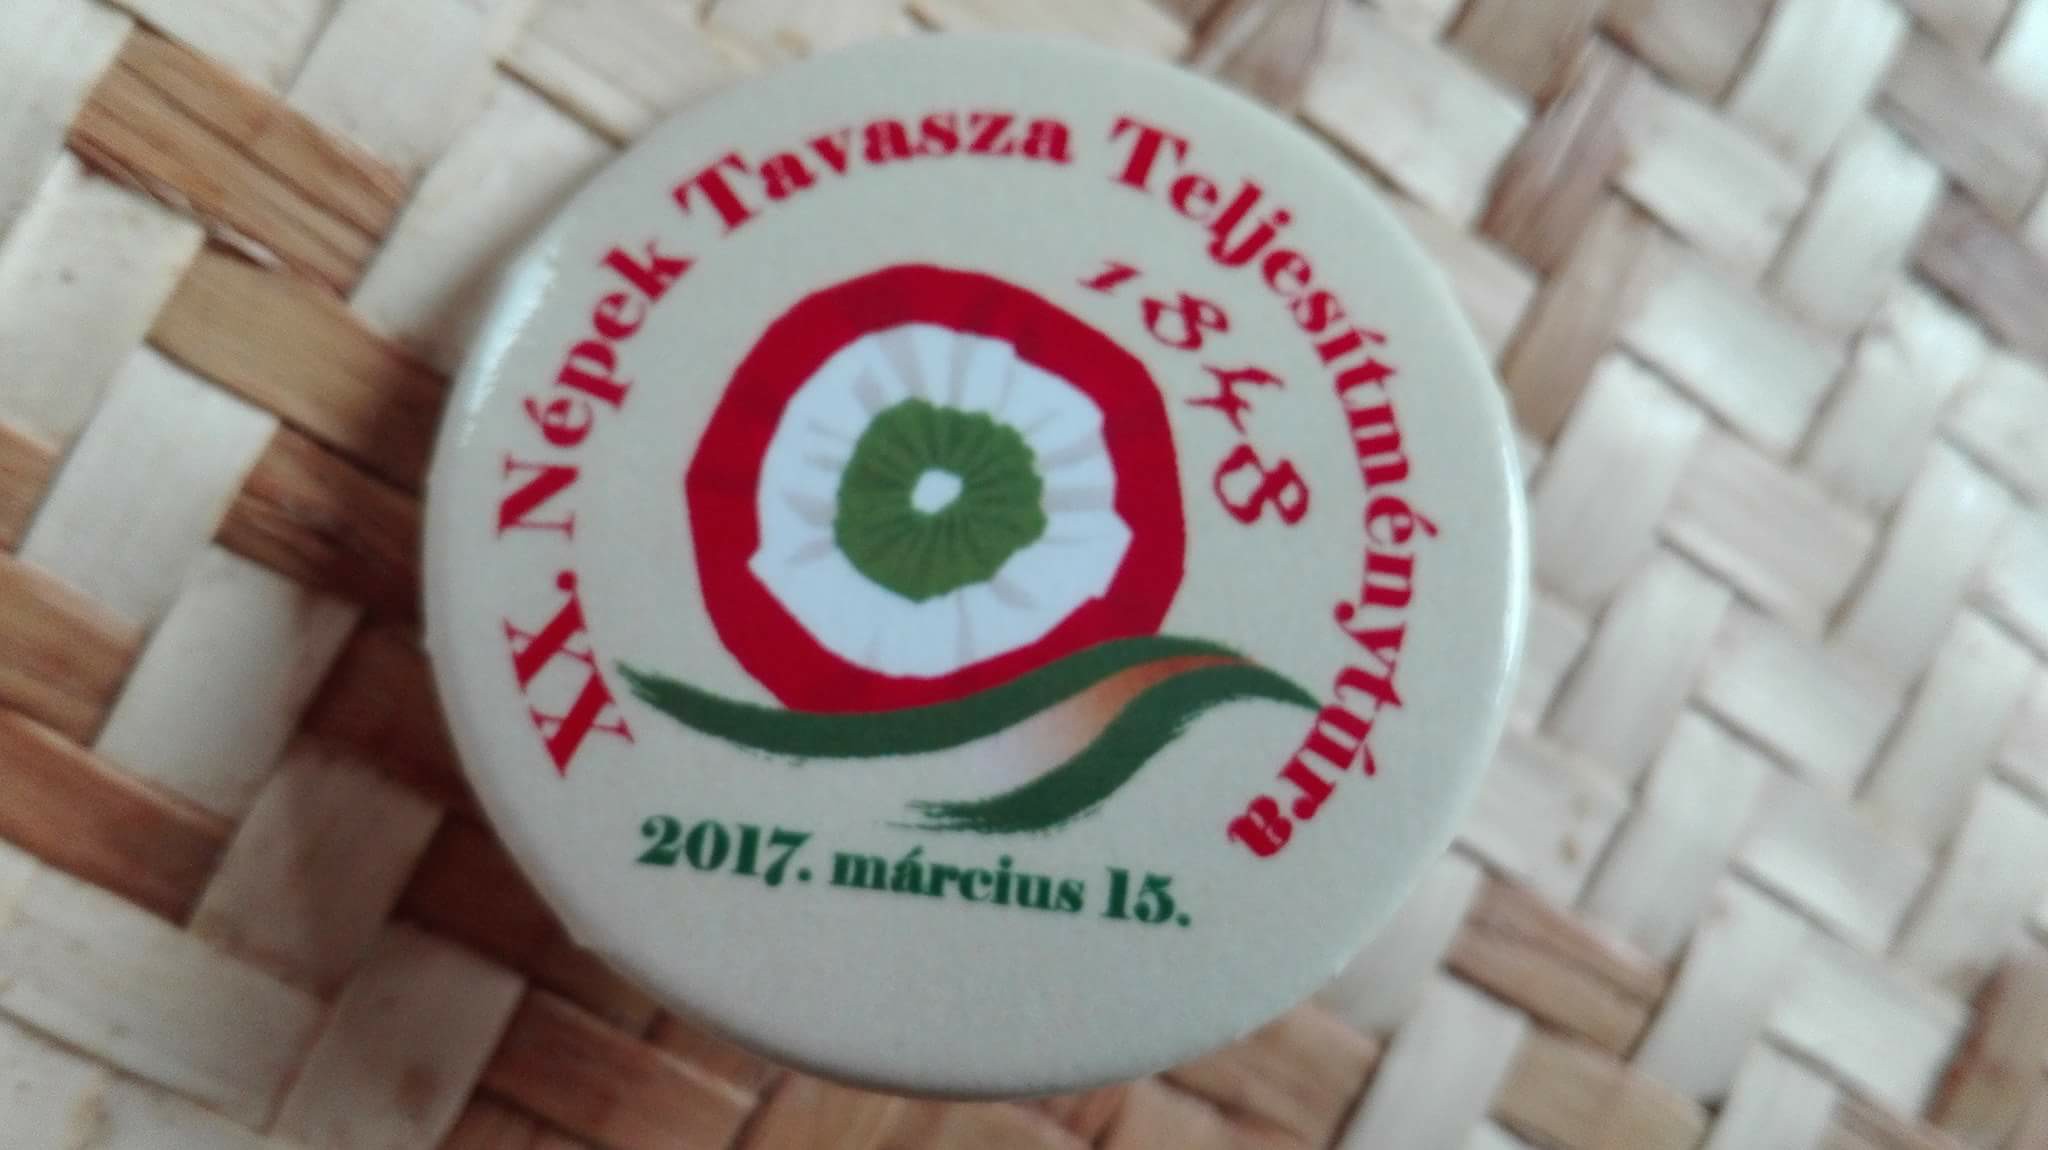 XX. Népek Tavasza Teljesítménytúra
1848
2017. március 15.